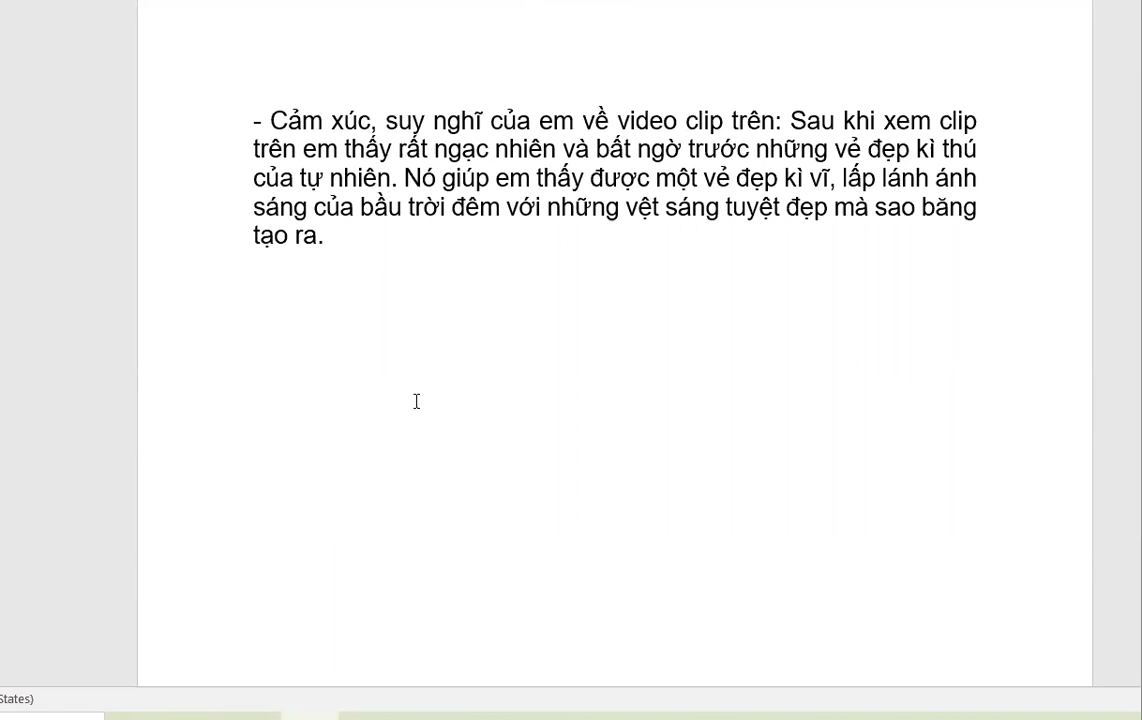 - Cảm xúc, suy nghĩ của em về video clip trên: Sau khi xem clip
trên em thấy rất ngạc nhiên và bất ngờ trước những vẻ đẹp kì thú
của tự nhiên. Nó giúp em thấy được một vẻ đẹp kì vĩ, lấp lánh ánh
sáng của bầu trời đêm với những vệt sáng tuyệt đẹp mà sao băng
tạo ra.
States)